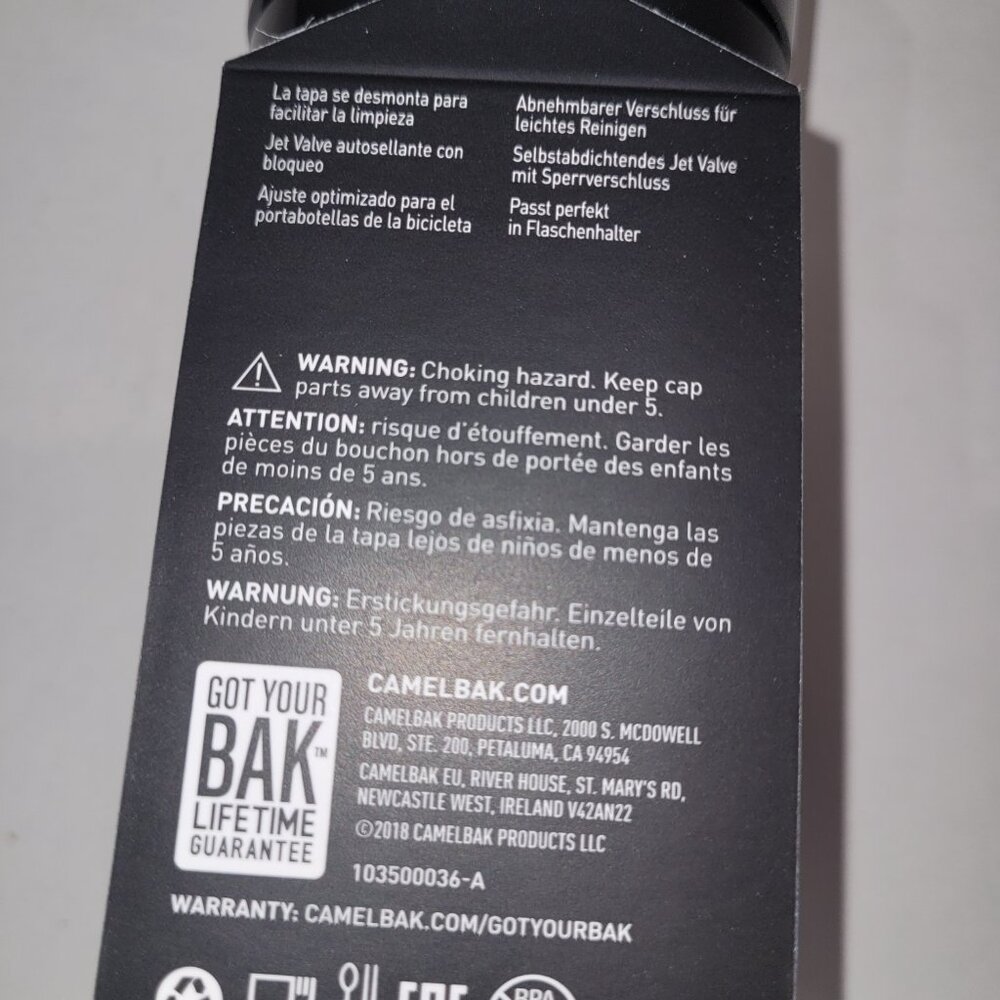 La tapa se desmonta para
facilitar la limpieza
Jet Valve autosellante con
bloqueo
Ajuste optimizado para el
portabotellas de la bicicleta
Abnehmbarer Verschluss für
leichtes Reinigen
Selbstabdichtendes Jet Valve
mit Sperrverschluss
Passt perfekt
in Flaschenhalter
WARNING: Choking hazard. Keep cap
parts away from children under 5.
ATTENTION: risque d'étouffement. Garder les
pièces du bouchon hors de portée des enfants
de moins de 5 ans.
PRECACIÓN: Riesgo de asfixia. Mantenga las
piezas de la tapa lejos de niños de menos de
5 años.
WARNUNG: Erstickungsgefahr. Einzelteile von
Kindern unter 5 Jahren fernhalten.
GOT YOUR
BAK™
LIFETIME
GUARANTEE
CAMELBAK.COM
CAMELBAK PRODUCTS LLC, 2000 S. MCDOWELL
BLVD, STE. 200, PETALUMA, CA 94954
CAMELBAK EU, RIVER HOUSE, ST. MARY'S RD,
NEWCASTLE WEST, IRELAND V42AN22
©2018 CAMELBAK PRODUCTS LLC
103500036-A
WARRANTY: CAMELBAK.COM/GOTYOURBAK
BPA